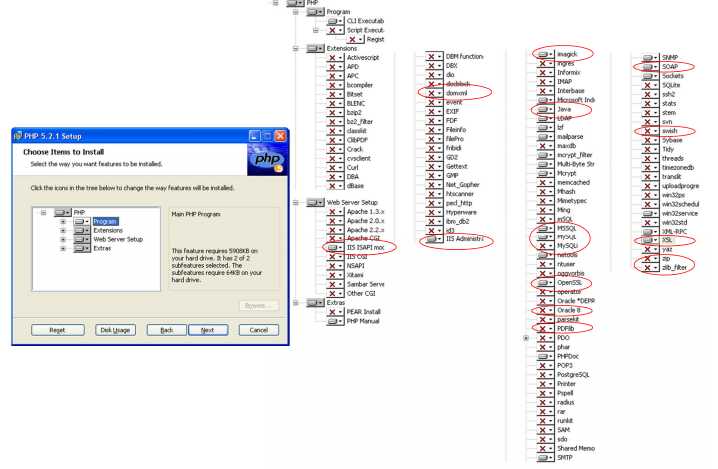 PHP
Program
CLI Executab
Script Execut
Regist
Extensions
Activescript
APD
APC
bcompiler
Bitset
BLENC
bzip2
bz2_filter
classkit
ClibPDF
Crack
cvsclient
Curl
DBA
dBase
Web Server Setup
Apache 1.3.x
Apache 2.0.x
Apache 2.2.x
Apache CGI
IIS ISAPI moc
IIS CGI
NSAPI
Xitami
Sambar Serve
Other CGI
Extras
PEAR Install
PHP Manual
DBM function:
DBX
dio
docblock
domxml
event
EXIF
FDF
Fileinfo
filePro
fribidi
GD2
Gettext
GMP
Net_Gopher
htscanner
pecl_http
Hyperwave
ibm_db2
id3
IIS Administra
imagick
ingres
Informix
IMAP
Interbase
Microsoft Ind
Java
LDAP
lzf
mailparse
maxdb
mcrypt_filter
Multi-Byte Str
Mcrypt
memcached
Mhash
Mimetypec
Ming
mSQL
MSSQL
MySQL
MySQLi
netools
ntuser
oggvorbis
OpenSSL
operator
Oracle *DEPR
Oracle 8
parsekit
PDFlib
PDO
phar
PHPDoc
POP3
PostgreSQL
Printer
Pspell
radius
rar
runkit
SAM
sdo
Shared Memo
SMTP
SNMP
SOAP
Sockets
SQLite
ssh2
stats
stem
svn
swish
Sybase
Tidy
threads
timezonedb
translit
uploadprogre
win32ps
win32schedul
win32service
win32std
XML-RPC
XSL
yaz
zip
zlib_filter
PHP 5.2.1 Setup
Choose Items to Install
Select the way you want features to be installed.
php
Click the icons in the tree below to change the way features will be installed.
PHP
Program
Extensions
Web Server Setup
Extras
Main PHP Program
This feature requires 5908KB on
your hard drive. It has 2 of 2
subfeatures selected. The
subfeatures require 64KB on your
hard drive.
Browse...
Reset
Disk Usage
Back
Next
Cancel